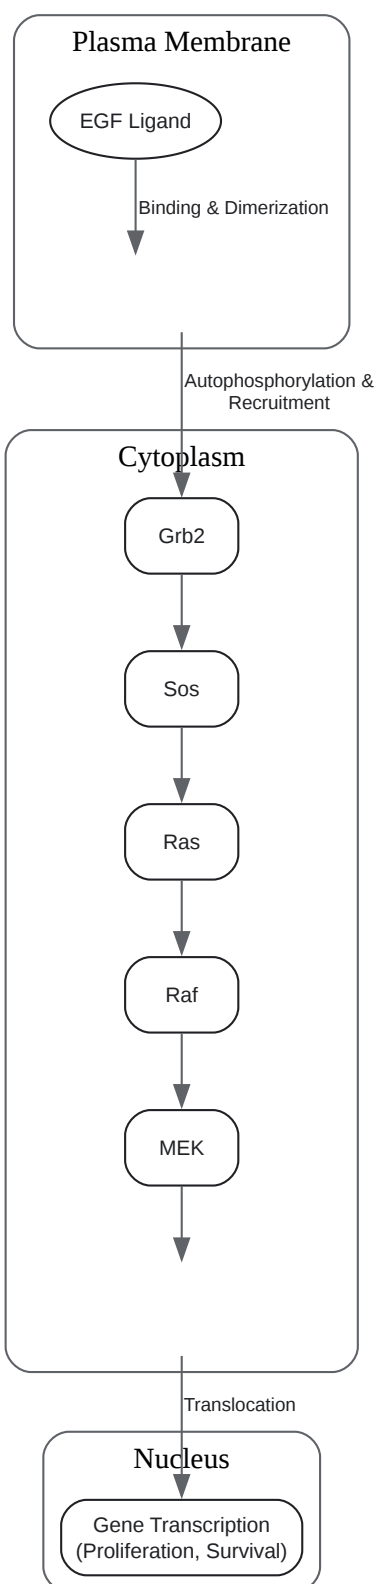 Plasma Membrane
EGF Ligand
Binding & Dimerization
Autophosphorylation &
Recruitment
Cytoplasm
Grb2
Sos
Ras
Raf
MEK
Translocation
Nucleus
Gene Transcription
(Proliferation, Survival)